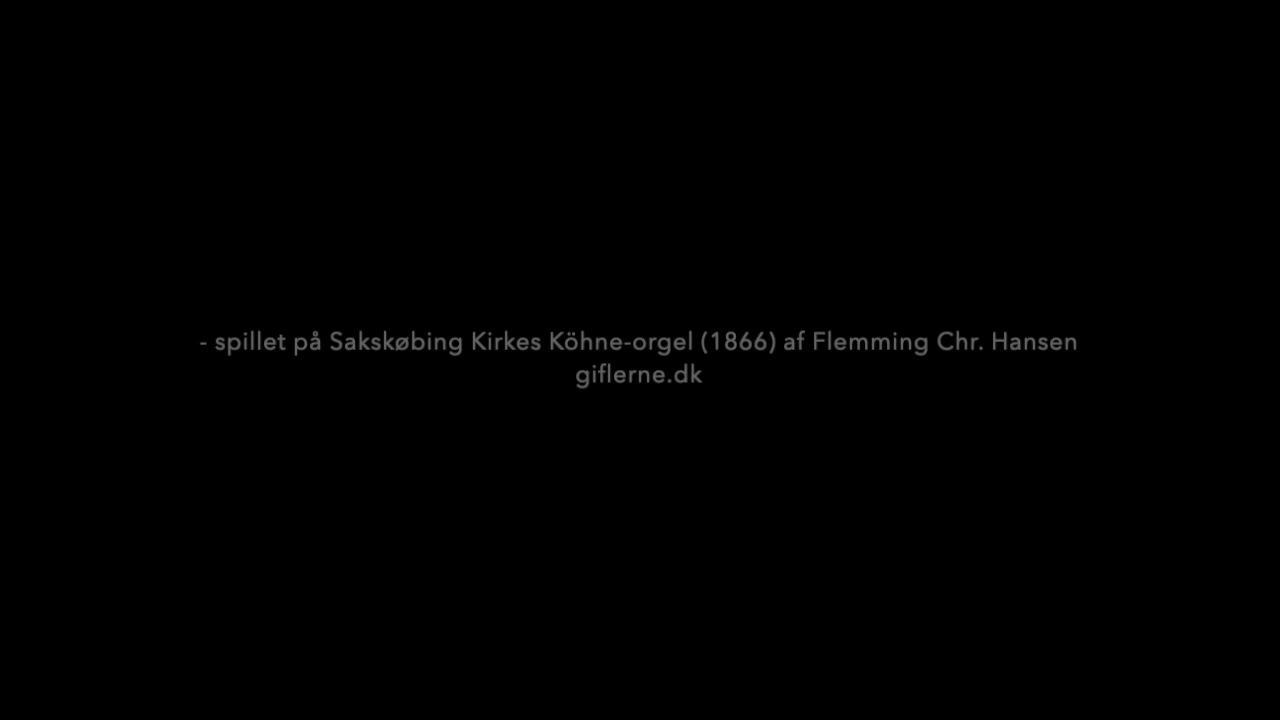 - spillet på Sakskøbing Kirkes Köhne-orgel (1866) af Flemming Chr. Hansen
giflerne.dk